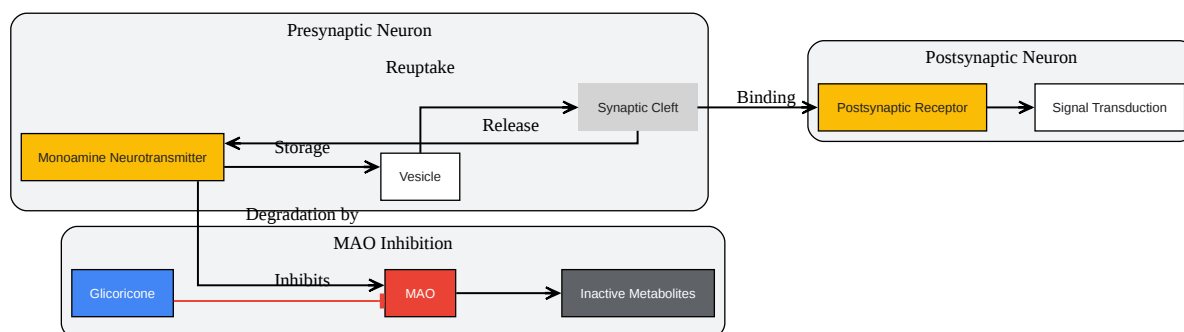 Presynaptic Neuron
Reuptake
Postsynaptic Neuron
Synaptic Cleft
Binding
Postsynaptic Receptor
Signal Transduction
Release
Monoamine Neurotransmitter
Storage
Vesicle
Degradation by
MAO Inhibition
Glicoricone
Inhibits
MAO
Inactive Metabolites